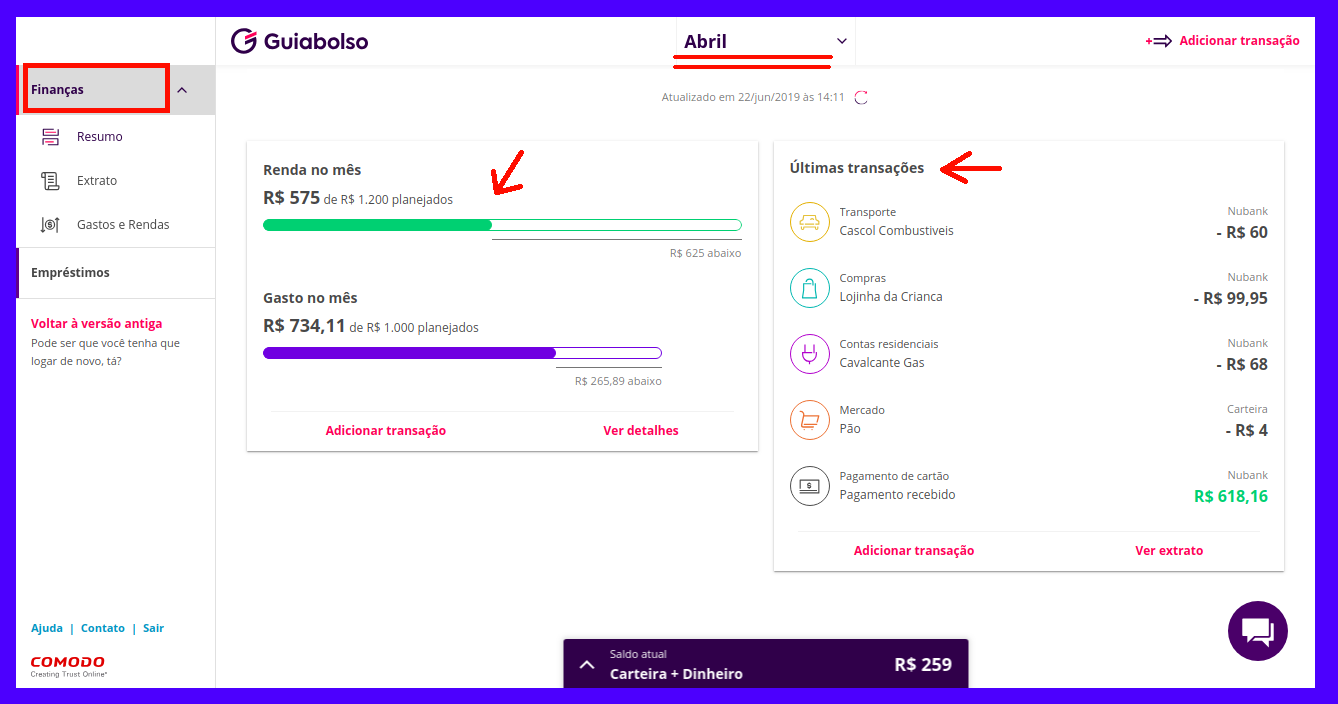 Guiabolso
Abril
Adicionar transação
Finanças
Resumo
Extrato
Gastos e Rendas
Empréstimos
Voltar à versão antiga
Pode ser que você tenha que
logar de novo, tá?
Atualizado em 22/jun/2019 às 14:11
Renda no mês
R$ 575 de R$ 1.200 planejados
R$ 625 abaixo
Gasto no mês
R$ 734,11 de R$ 1.000 planejados
R$ 265,89 abaixo
Adicionar transação
Ver detalhes
Últimas transações
Transporte
Cascol Combustiveis
Nubank
- R$ 60
Compras
Lojinha da Crianca
Nubank
- R$ 99,95
Contas residenciais
Cavalcante Gas
Nubank
- R$ 68
Mercado
Pão
Carteira
- R$ 4
Pagamento de cartão
Pagamento recebido
Nubank
R$ 618,16
Adicionar transação
Ver extrato
Ajuda | Contato | Sair
COMODO
Creating Trust Online*
Saldo atual
Carteira + Dinheiro
R$ 259